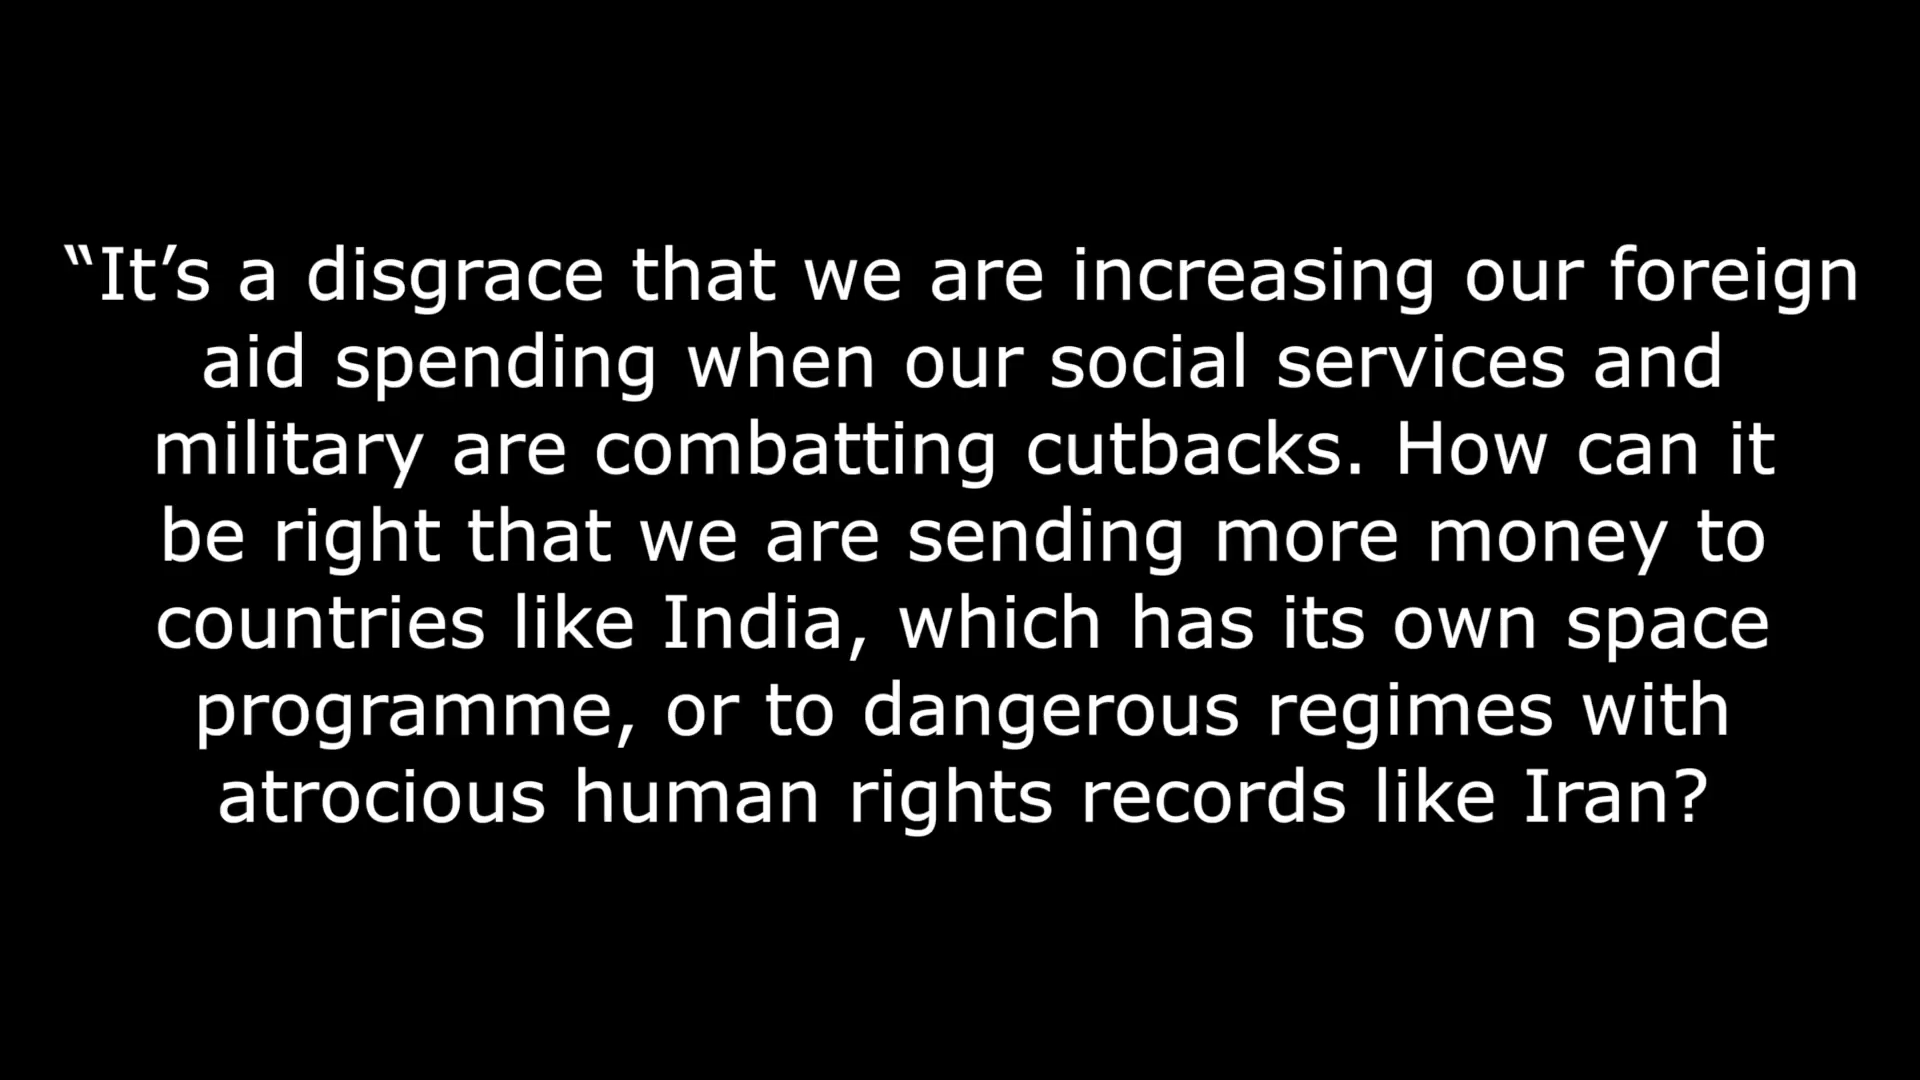 “It’s a disgrace that we are increasing our foreign
aid spending when our social services and
military are combatting cutbacks. How can it
be right that we are sending more money to
countries like India, which has its own space
programme, or to dangerous regimes with
atrocious human rights records like Iran?